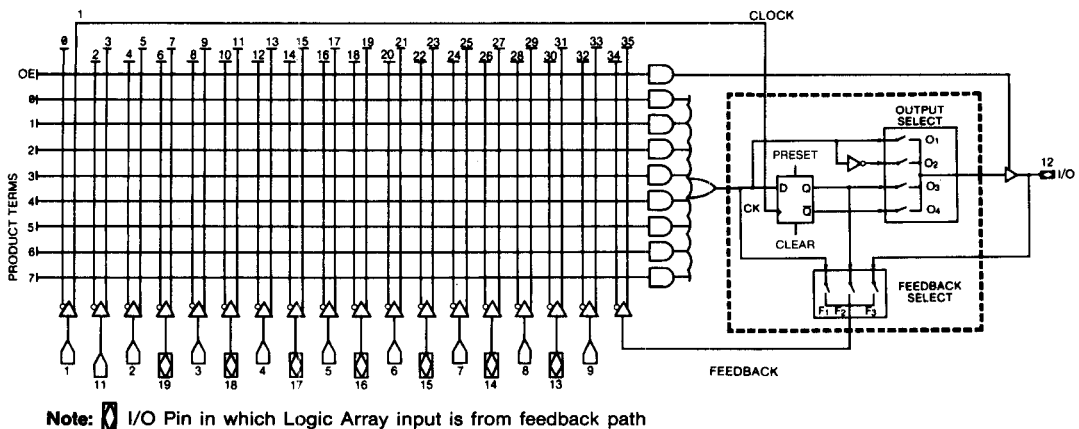 1 CLOCK
0 1 3 5 7 9 11 13 15 17 19 21 23 25 27 29 31 33 35
2 4 6 8 10 12 14 16 18 20 22 24 26 28 30 32 34
OE
0
1
2
3
4
5
6
7
PRODUCT TERMS
OUTPUT SELECT
O1
O2
O3
O4
PRESET
D Q
CK Q̅
CLEAR
12
I/O
FEEDBACK SELECT
F1 F2 F3
1 11 2 19 3 18 4 17 5 16 6 15 7 14 8 13 9
FEEDBACK
Note: I/O Pin in which Logic Array input is from feedback path